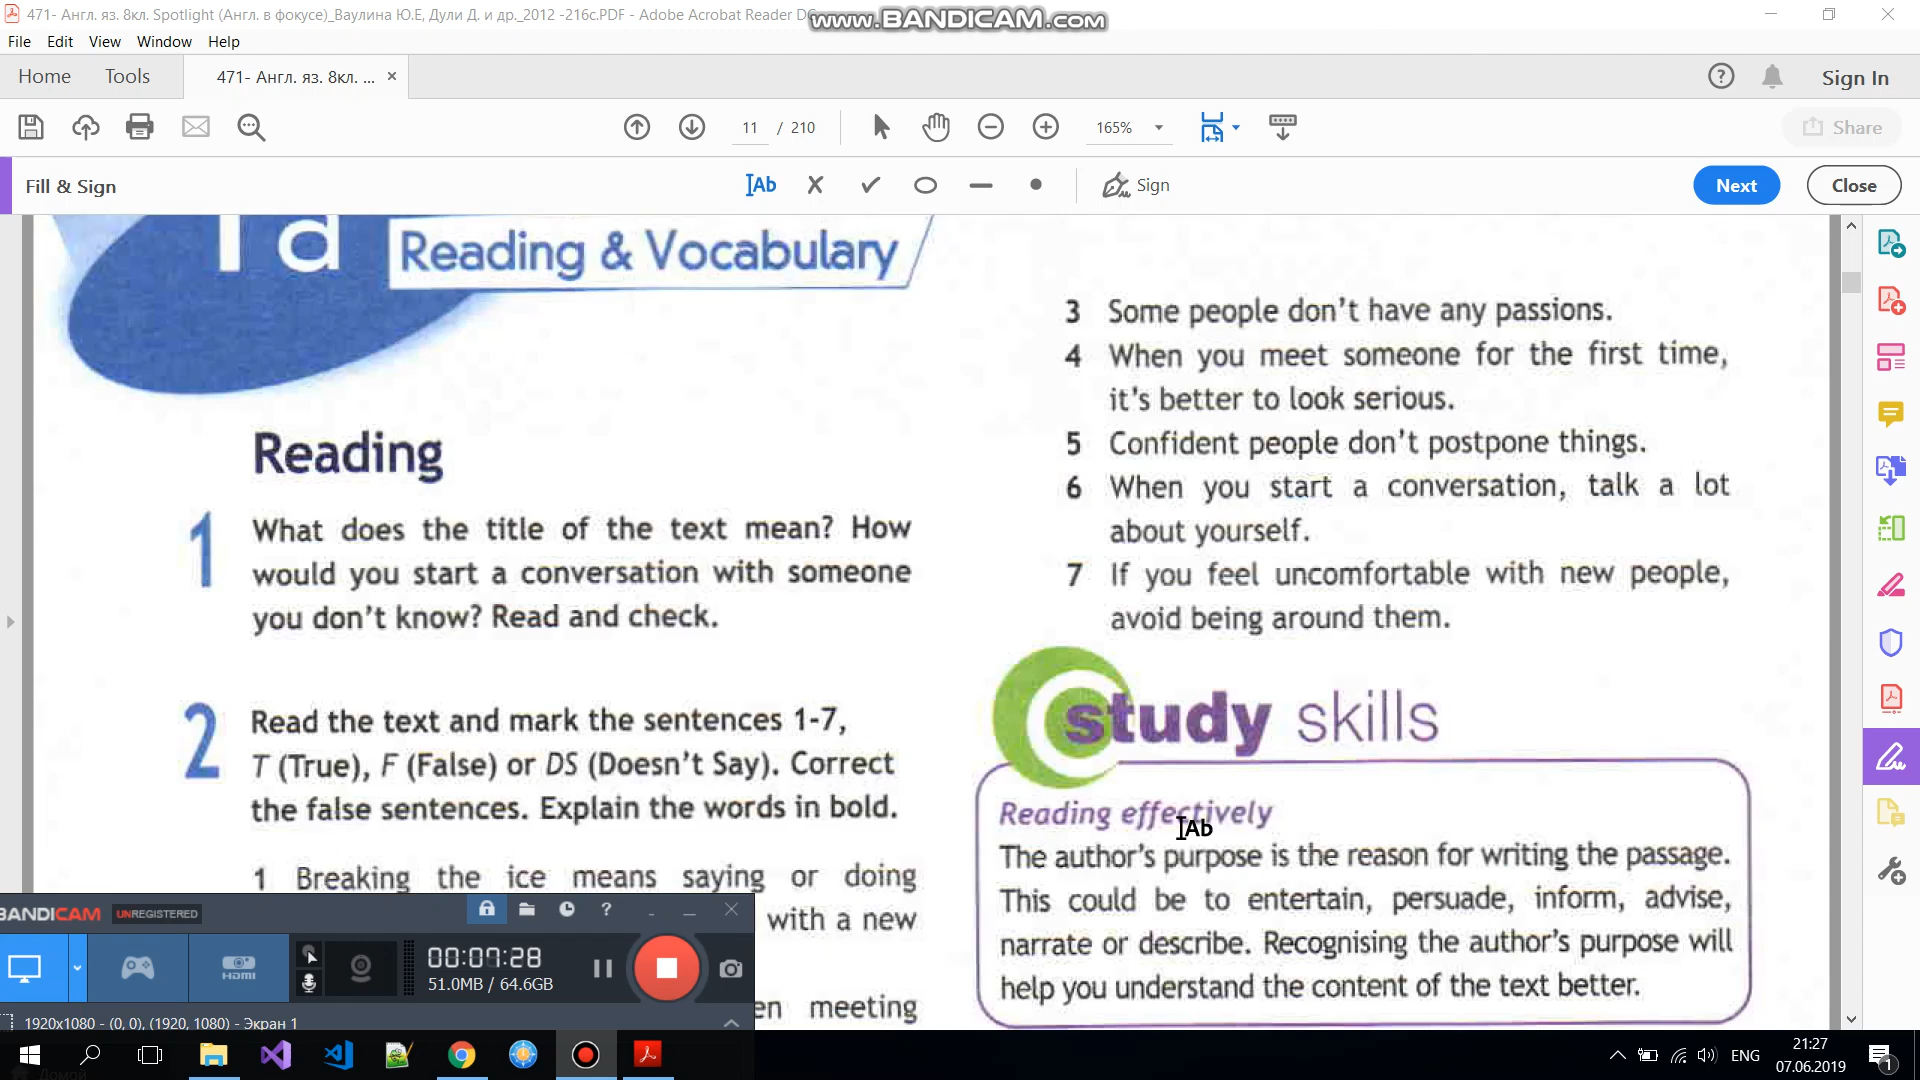 471- Англ. яз. 8кл. Spotlight (Англ. в фокусе)_Ваулина Ю.Е, Дули Д. и др._2012 -216с.PDF - Adobe Acrobat Reader DC
www.BANDICAM.com
File Edit View Window Help
Home Tools 471- Англ. яз. 8кл. ... × Sign In
11 / 210 165% Share
Fill & Sign Ab Sign Next Close
1d Reading & Vocabulary
Reading
1 What does the title of the text mean? How
would you start a conversation with someone
you don't know? Read and check.
2 Read the text and mark the sentences 1-7,
T (True), F (False) or DS (Doesn't Say). Correct
the false sentences. Explain the words in bold.
1 Breaking the ice means saying or doing
with a new
en meeting
3 Some people don't have any passions.
4 When you meet someone for the first time,
it's better to look serious.
5 Confident people don't postpone things.
6 When you start a conversation, talk a lot
about yourself.
7 If you feel uncomfortable with new people,
avoid being around them.
study skills
Reading effectively
Ab
The author's purpose is the reason for writing the passage.
This could be to entertain, persuade, inform, advise,
narrate or describe. Recognising the author's purpose will
help you understand the content of the text better.
BANDICAM UNREGISTERED
HDMI
00:07:28
51.0MB / 64.6GB
1920x1080 - (0, 0), (1920, 1080) - Экран 1
ENG
21:27
07.06.2019
1